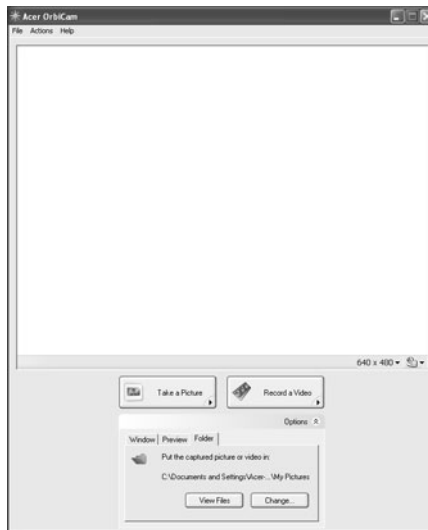 Acer OrbiCam
File Actions Help
640 x 480
Take a Picture
Record a Video
Options
Window Preview Folder
Put the captured picture or video in:
C:\Documents and Settings\Acer-...\My Pictures
View Files Change...